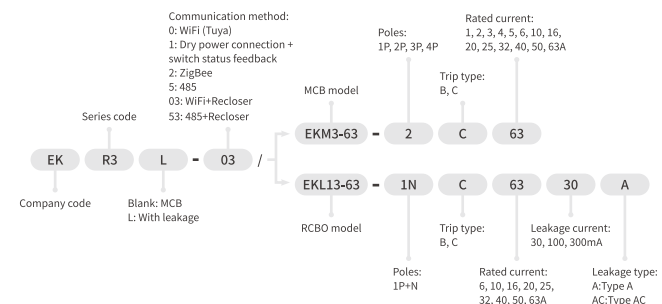 Communication method:
0: WiFi (Tuya)
1: Dry power connection +
switch status feedback
2: ZigBee
5: 485
03: WiFi+Recloser
53: 485+Recloser
Poles:
1P, 2P, 3P, 4P
Rated current:
1, 2, 3, 4, 5, 6, 10, 16,
20, 25, 32, 40, 50, 63A
Trip type:
B, C
MCB model
Series code
EKM3-63 - 2 C 63
EK R3 L - 03 /
EKL13-63 - 1N C 63 30 A
Company code
Blank: MCB
L: With leakage
RCBO model
Trip type:
B, C
Leakage current:
30, 100, 300mA
Poles:
1P+N
Rated current:
6, 10, 16, 20, 25,
32, 40, 50, 63A
Leakage type:
A:Type A
AC:Type AC